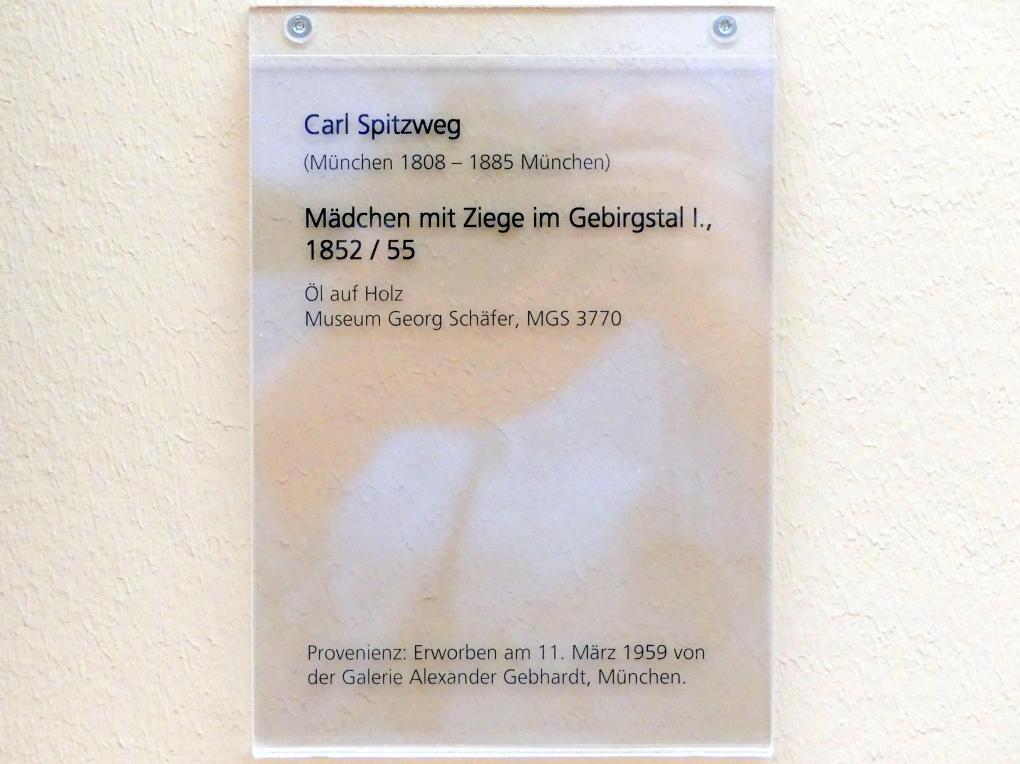 Carl Spitzweg
(München 1808 – 1885 München)
Mädchen mit Ziege im Gebirgstal I.,
1852 / 55
Öl auf Holz
Museum Georg Schäfer, MGS 3770
Provenienz: Erworben am 11. März 1959 von
der Galerie Alexander Gebhardt, München.